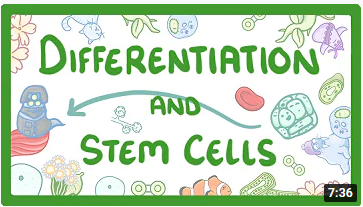 DIFFERENTIATION
AND
STEM CELLS
7:36